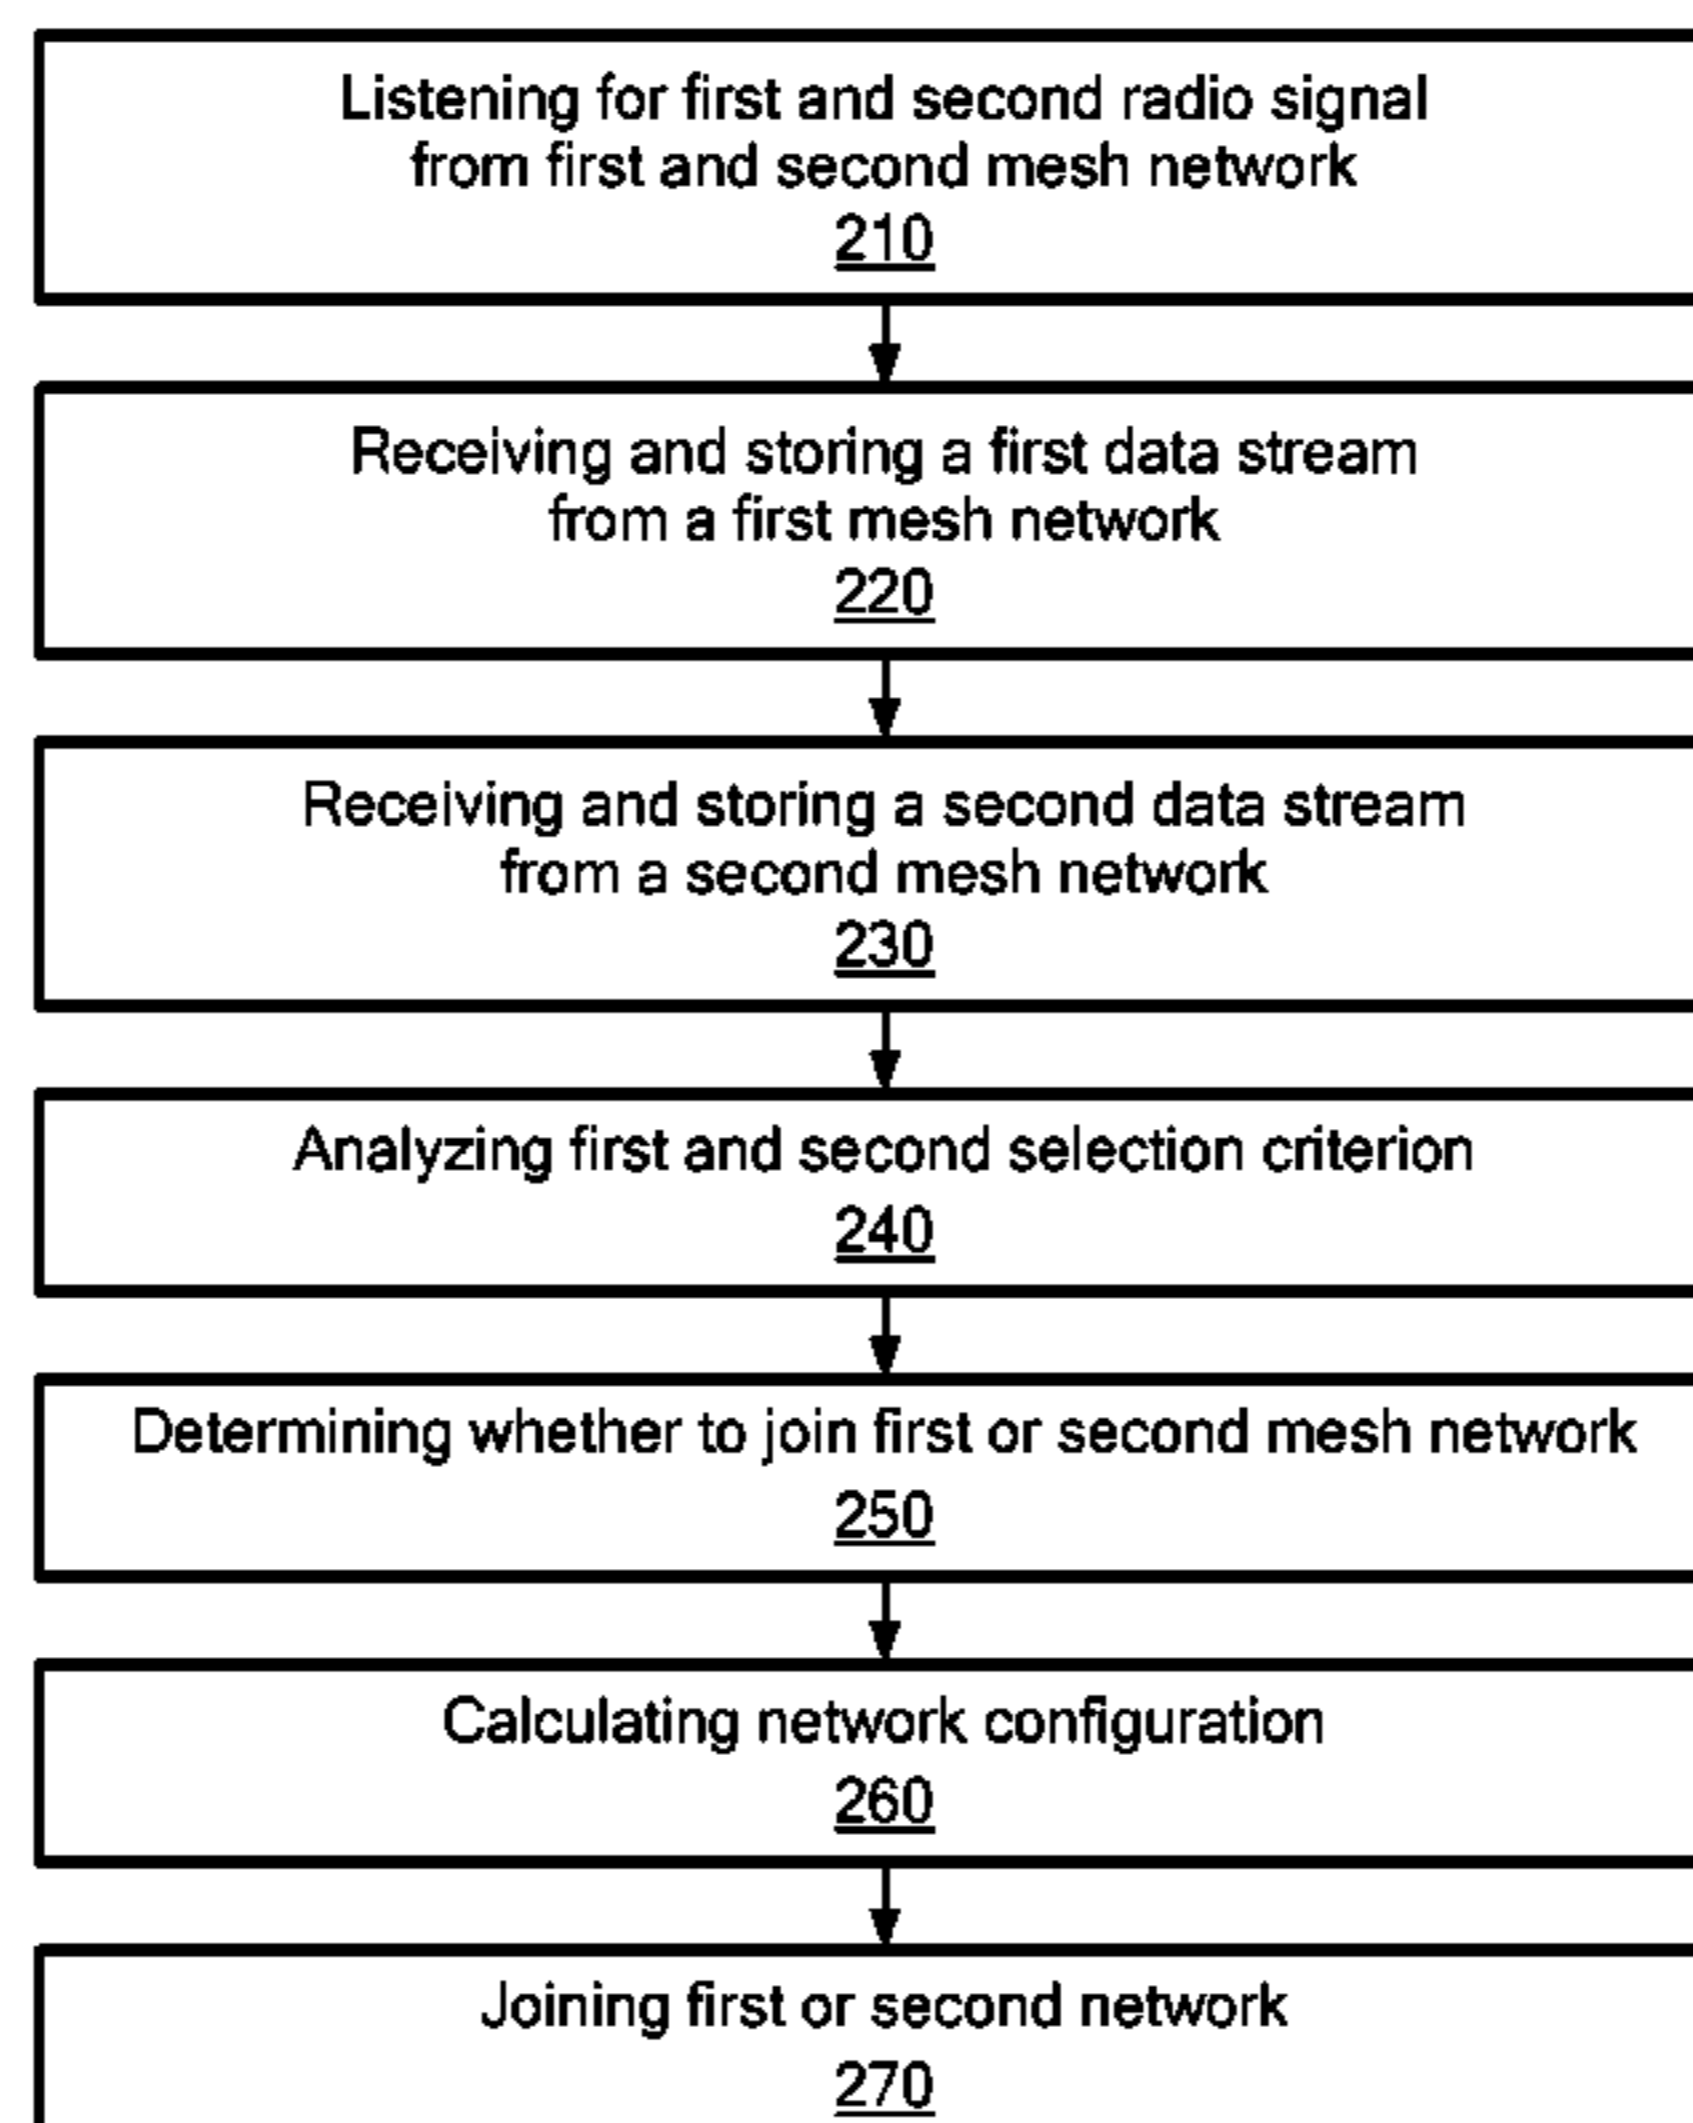 Listening for first and second radio signal
from first and second mesh network
210
Receiving and storing a first data stream
from a first mesh network
220
Receiving and storing a second data stream
from a second mesh network
230
Analyzing first and second selection criterion
240
Determining whether to join first or second mesh network
250
Calculating network configuration
260
Joining first or second network
270